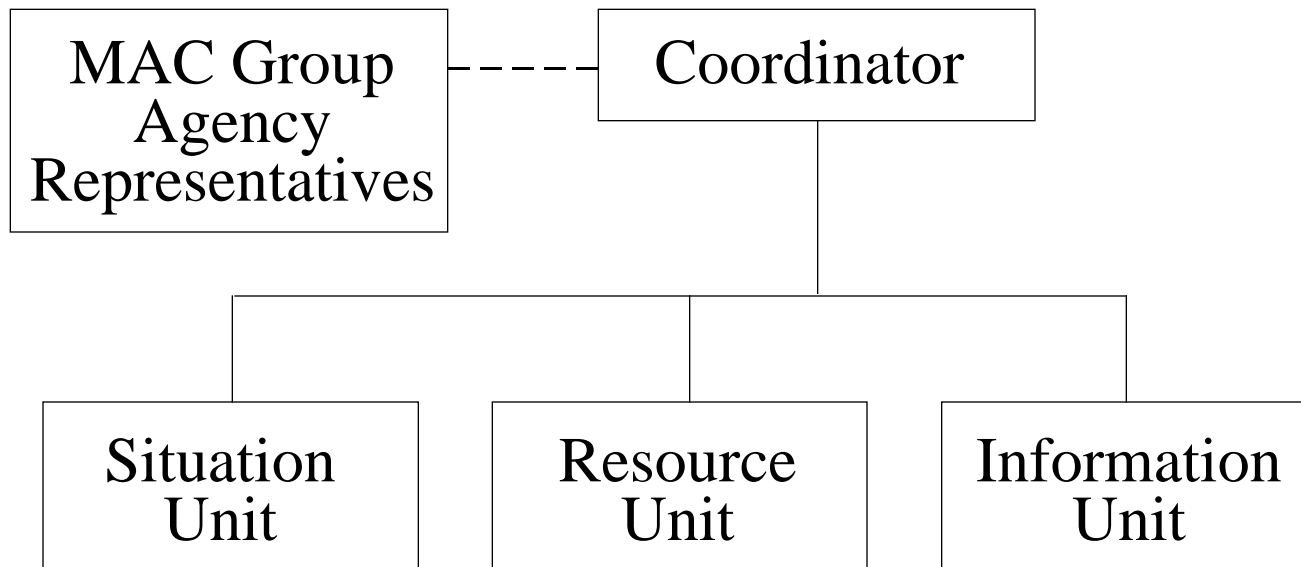 MAC Group
Agency
Representatives
Coordinator
Situation
Unit
Resource
Unit
Information
Unit